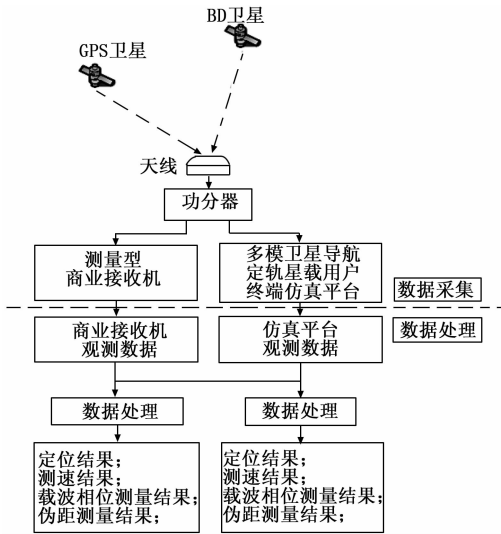 BD卫星
GPS卫星
天线
功分器
测量型
商业接收机
多模卫星导航
定轨星载用户
终端仿真平台
数据采集
商业接收机
观测数据
仿真平台
观测数据
数据处理
数据处理
数据处理
定位结果；
测速结果；
载波相位测量结果；
伪距测量结果；
定位结果；
测速结果；
载波相位测量结果；
伪距测量结果；